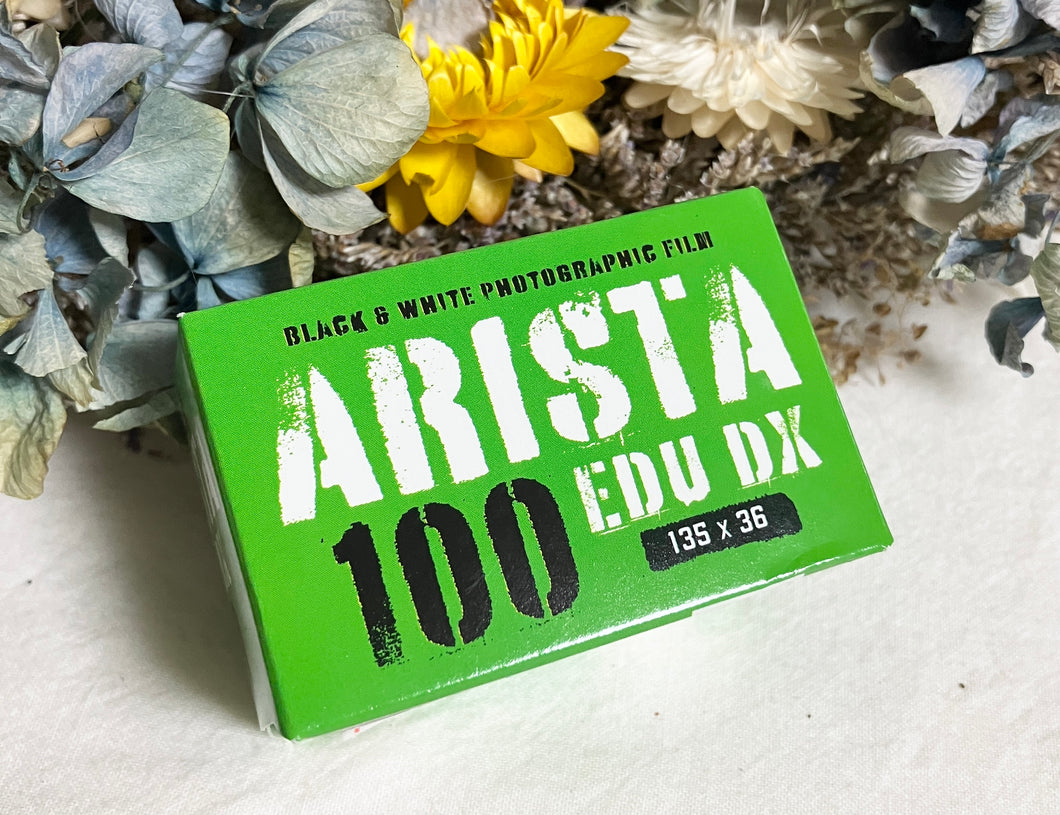 BLACK & WHITE PHOTOGRAPHIC FILM
ARISTA
100 EDU DX
135 x 36